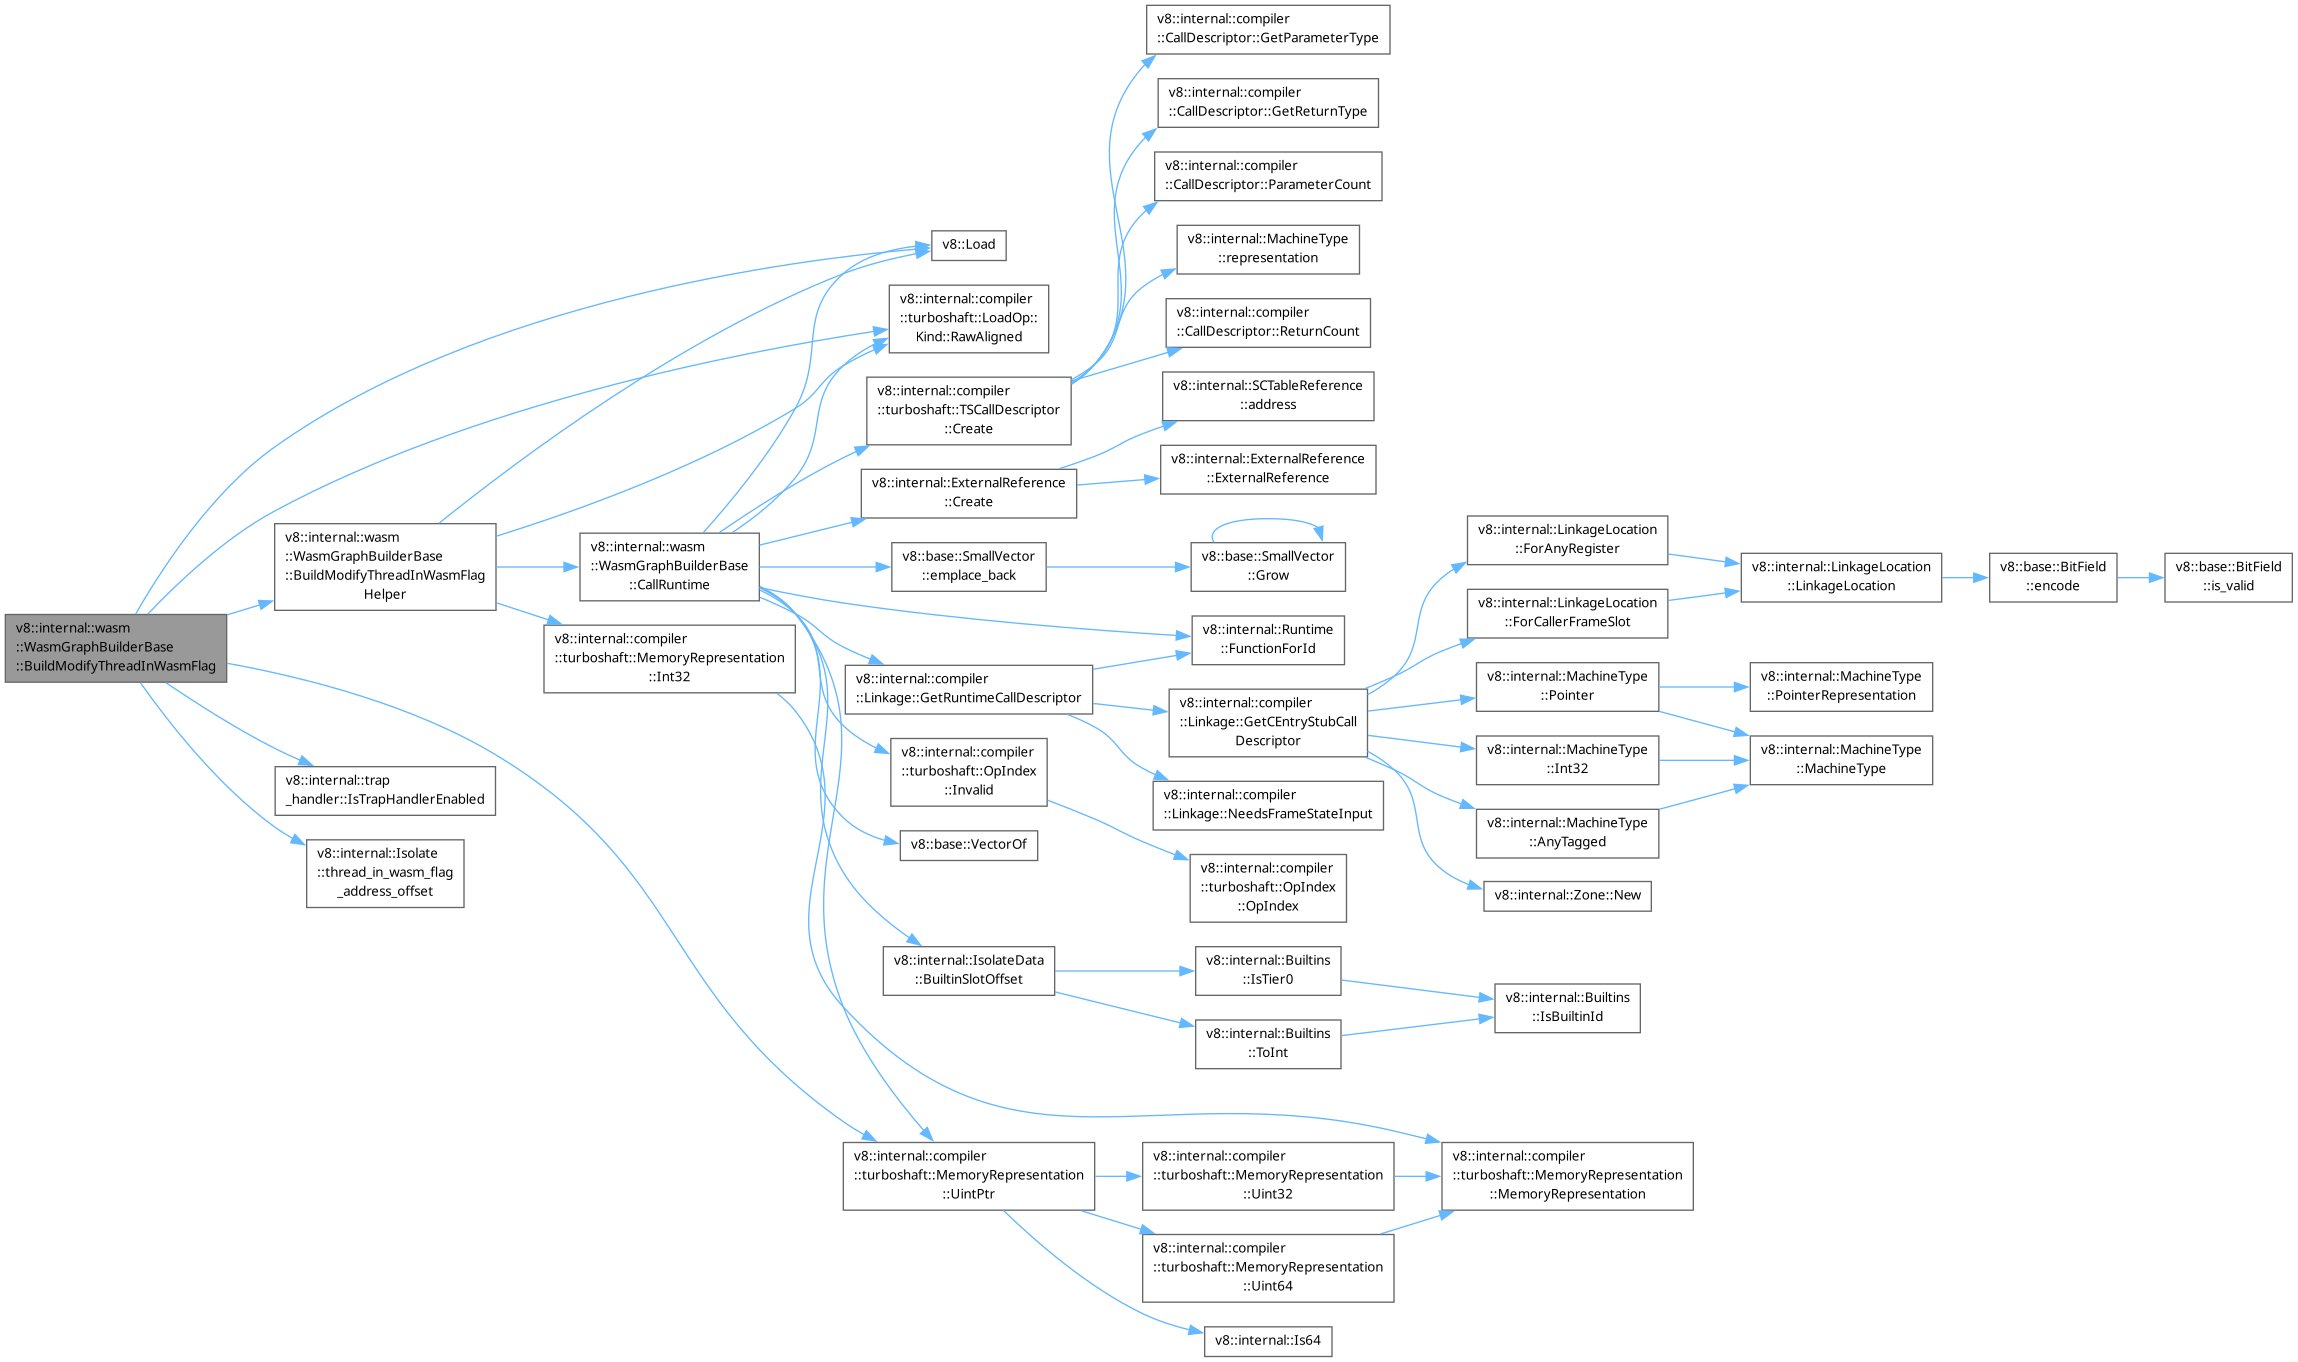 v8::internal::wasm
::WasmGraphBuilderBase
::BuildModifyThreadInWasmFlag
v8::internal::wasm
::WasmGraphBuilderBase
::BuildModifyThreadInWasmFlag
Helper
v8::internal::trap
_handler::IsTrapHandlerEnabled
v8::internal::Isolate
::thread_in_wasm_flag
_address_offset
v8::internal::wasm
::WasmGraphBuilderBase
::CallRuntime
v8::internal::compiler
::turboshaft::MemoryRepresentation
::Int32
v8::Load
v8::internal::compiler
::turboshaft::LoadOp::
Kind::RawAligned
v8::internal::compiler
::turboshaft::TSCallDescriptor
::Create
v8::internal::ExternalReference
::Create
v8::base::SmallVector
::emplace_back
v8::internal::compiler
::Linkage::GetRuntimeCallDescriptor
v8::internal::compiler
::turboshaft::OpIndex
::Invalid
v8::base::VectorOf
v8::internal::IsolateData
::BuiltinSlotOffset
v8::internal::compiler
::turboshaft::MemoryRepresentation
::UintPtr
v8::internal::compiler
::CallDescriptor::GetParameterType
v8::internal::compiler
::CallDescriptor::GetReturnType
v8::internal::compiler
::CallDescriptor::ParameterCount
v8::internal::MachineType
::representation
v8::internal::compiler
::CallDescriptor::ReturnCount
v8::internal::SCTableReference
::address
v8::internal::ExternalReference
::ExternalReference
v8::base::SmallVector
::Grow
v8::internal::Runtime
::FunctionForId
v8::internal::compiler
::Linkage::GetCEntryStubCall
Descriptor
v8::internal::compiler
::Linkage::NeedsFrameStateInput
v8::internal::compiler
::turboshaft::OpIndex
::OpIndex
v8::internal::Builtins
::IsTier0
v8::internal::Builtins
::ToInt
v8::internal::compiler
::turboshaft::MemoryRepresentation
::Uint32
v8::internal::compiler
::turboshaft::MemoryRepresentation
::Uint64
v8::internal::Is64
v8::internal::LinkageLocation
::ForAnyRegister
v8::internal::LinkageLocation
::ForCallerFrameSlot
v8::internal::MachineType
::Pointer
v8::internal::MachineType
::Int32
v8::internal::MachineType
::AnyTagged
v8::internal::Zone::New
v8::internal::Builtins
::IsBuiltinId
v8::internal::compiler
::turboshaft::MemoryRepresentation
::MemoryRepresentation
v8::internal::LinkageLocation
::LinkageLocation
v8::internal::MachineType
::PointerRepresentation
v8::internal::MachineType
::MachineType
v8::base::BitField
::encode
v8::base::BitField
::is_valid